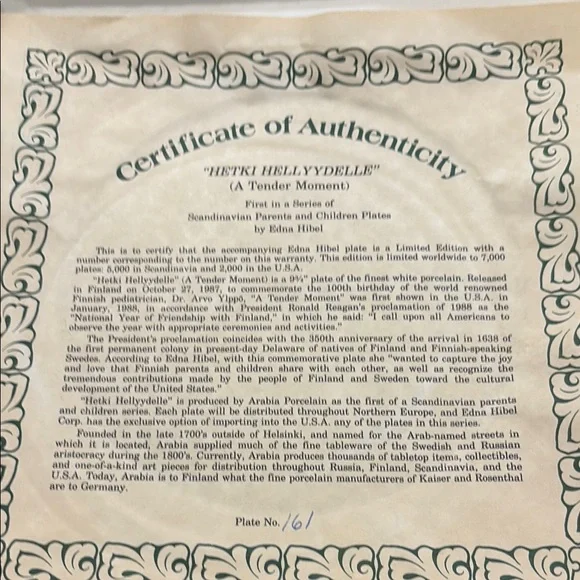 Certificate of Authenticity
"HETKI HELLYYDELLE"
(A Tender Moment)
First in a Series of
Scandinavian Parents and Children Plates
by Edna Hibel
This is to certify that the accompanying Edna Hibel plate is a Limited Edition with a
number corresponding to the number on this warranty. This edition is limited worldwide to 7,000
plates: 5,000 in Scandinavia and 2,000 in the U.S.A.
"Hetki Hellyydelle" (A Tender Moment) is a 9¼" plate of the finest white porcelain. Released
in Finland on October 27, 1987, to commemorate the 100th birthday of the world renowned
Finnish pediatrician, Dr. Arvo Ylppö, "A Tender Moment" was first shown in the U.S.A. in
January, 1988, in accordance with President Ronald Reagan's proclamation of 1988 as the
"National Year of Friendship with Finland," in which he said: "I call upon all Americans to
observe the year with appropriate ceremonies and activities."
The President's proclamation coincides with the 350th anniversary of the arrival in 1638 of
the first permanent colony in present-day Delaware of natives of Finland and Finnish-speaking
Swedes. According to Edna Hibel, with this commemorative plate she "wanted to capture the joy
and love that Finnish parents and children share with each other, as well as recognize the
tremendous contributions made by the people of Finland and Sweden toward the cultural
development of the United States."
"Hetki Hellyydelle" is produced by Arabia Porcelain as the first of a Scandinavian parents
and children series. Each plate will be distributed throughout Northern Europe, and Edna Hibel
Corp. has the exclusive option of importing into the U.S.A. any of the plates in this series.
Founded in the late 1700's outside of Helsinki, and named for the Arab-named streets in
which it is located, Arabia supplied much of the fine tableware of the Swedish and Russian
aristocracy during the 1800's. Currently, Arabia produces thousands of tabletop items, collectibles,
and one-of-a-kind art pieces for distribution throughout Russia, Finland, Scandinavia, and the
U.S.A. Today, Arabia is to Finland what the fine porcelain manufacturers of Kaiser and Rosenthal
are to Germany.
Plate No. 161